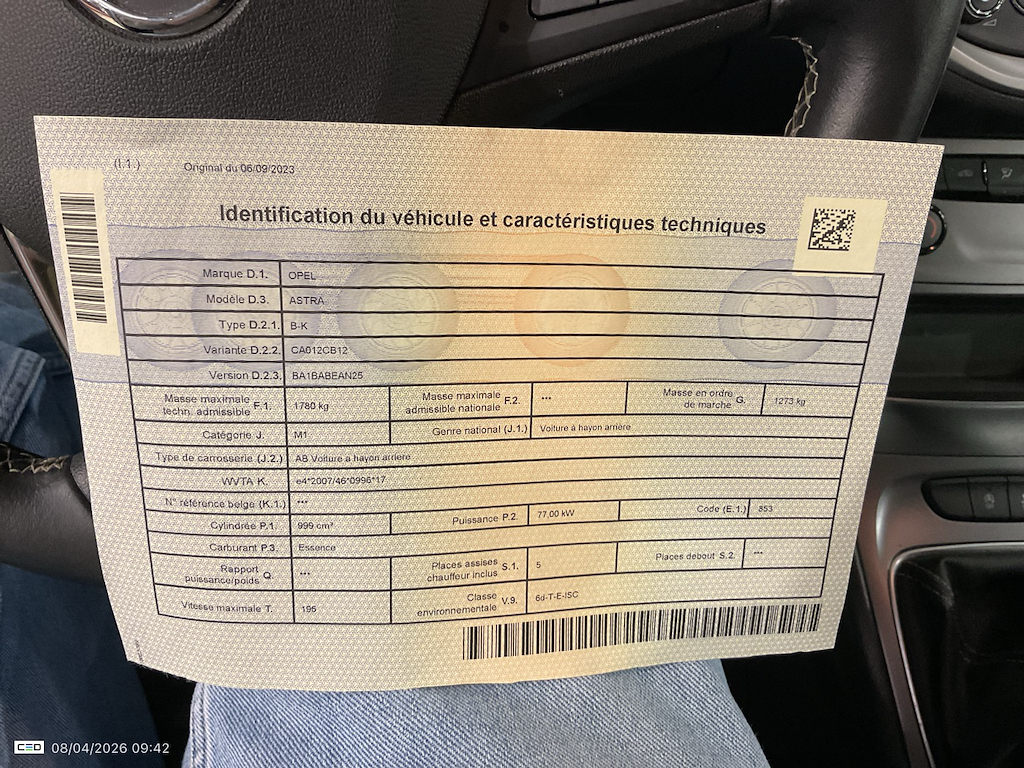 (I.1.) Original du 06/09/2023
Identification du véhicule et caractéristiques techniques
Marque D.1. OPEL
Modèle D.3. ASTRA
Type D.2.1. B-K
Variante D.2.2. CA012CB12
Version D.2.3. BA1BABEAN25
Masse maximale techn. admissible F.1. 1780 kg Masse maximale admissible nationale F.2. *** Masse en ordre de marche G. 1273 kg
Catégorie J. M1 Genre national (J.1.) Voiture à hayon arrière
Type de carrosserie (J.2.) AB Voiture à hayon arrière
WVTA K. e4*2007/46*0996*17
N° référence belge (K.1.) ***
Cylindrée P.1. 999 cm³ Puissance P.2. 77,00 kW Code (E.1.) 853
Carburant P.3. Essence
Rapport puissance/poids Q *** Places assises chauffeur inclus S.1. 5 Places debout S.2. ***
Vitesse maximale T. 195 Classe environnementale V.9. 6d-T-E-ISC
CEO 08/04/2026 09:42